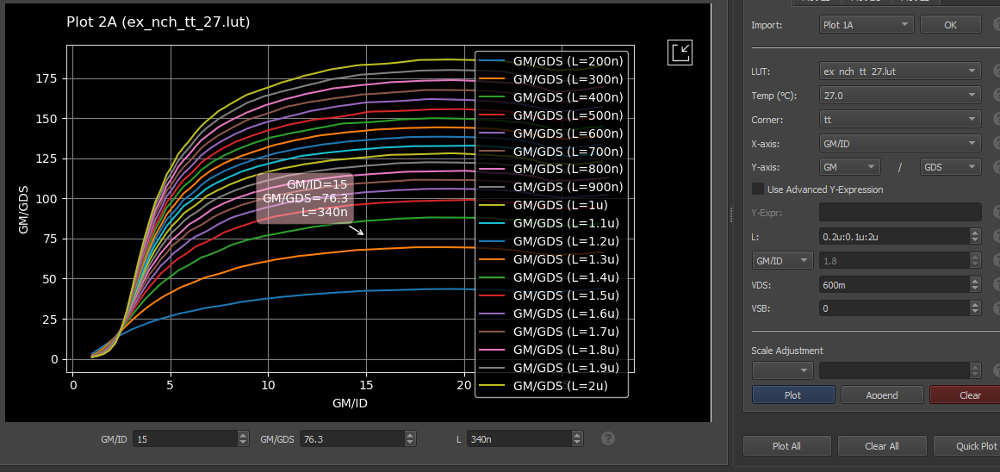 Plot 2A (ex_nch_tt_27.lut)
GM/GDS
175
150
125
100
75
50
25
0
0
5
10
15
20
GM/ID
GM/ID=15
GM/GDS=76.3
L=340n
GM/GDS (L=200n)
GM/GDS (L=300n)
GM/GDS (L=400n)
GM/GDS (L=500n)
GM/GDS (L=600n)
GM/GDS (L=700n)
GM/GDS (L=800n)
GM/GDS (L=900n)
GM/GDS (L=1u)
GM/GDS (L=1.1u)
GM/GDS (L=1.2u)
GM/GDS (L=1.3u)
GM/GDS (L=1.4u)
GM/GDS (L=1.5u)
GM/GDS (L=1.6u)
GM/GDS (L=1.7u)
GM/GDS (L=1.8u)
GM/GDS (L=1.9u)
GM/GDS (L=2u)
GM/ID 15 GM/GDS 76.3 L 340n ?
Import: Plot 1A OK
LUT: ex_nch_tt_27.lut
Temp (°C): 27.0
Corner: tt
X-axis: GM/ID
Y-axis: GM / GDS
Use Advanced Y-Expression
Y-Expr:
L: 0.2u:0.1u:2u
GM/ID 1.8
VDS: 600m
VSB: 0
Scale Adjustment
Plot Append Clear
Plot All Clear All Quick Plot